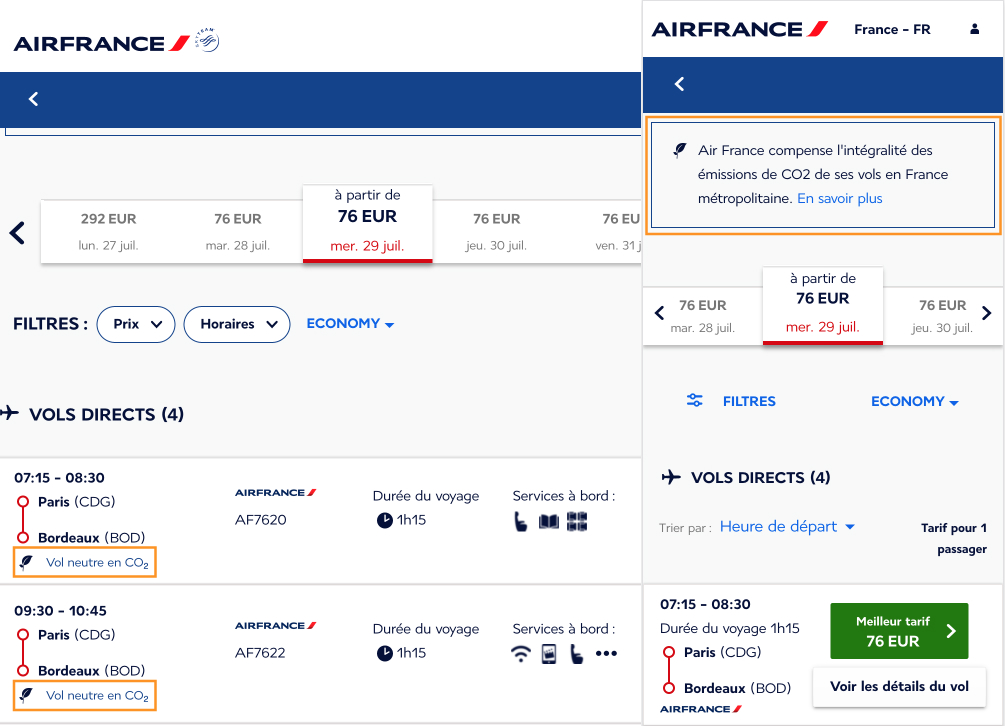 AIRFRANCE
292 EUR
lun. 27 juil.
76 EUR
mar. 28 juil.
à partir de
76 EUR
mer. 29 juil.
76 EUR
jeu. 30 juil.
76 EU
ven. 31 j
FILTRES :
Prix
Horaires
ECONOMY
VOLS DIRECTS (4)
07:15 - 08:30
Paris (CDG)
Bordeaux (BOD)
Vol neutre en CO₂
AIRFRANCE
AF7620
Durée du voyage
1h15
Services à bord :
09:30 - 10:45
Paris (CDG)
Bordeaux (BOD)
Vol neutre en CO₂
AIRFRANCE
AF7622
Durée du voyage
1h15
Services à bord :
AIRFRANCE
France - FR
Air France compense l'intégralité des
émissions de CO2 de ses vols en France
métropolitaine. En savoir plus
76 EUR
mar. 28 juil.
à partir de
76 EUR
mer. 29 juil.
76 EUR
jeu. 30 juil.
FILTRES
ECONOMY
VOLS DIRECTS (4)
Trier par : Heure de départ
Tarif pour 1
passager
07:15 - 08:30
Durée du voyage 1h15
Paris (CDG)
Bordeaux (BOD)
AIRFRANCE
Meilleur tarif
76 EUR
Voir les détails du vol